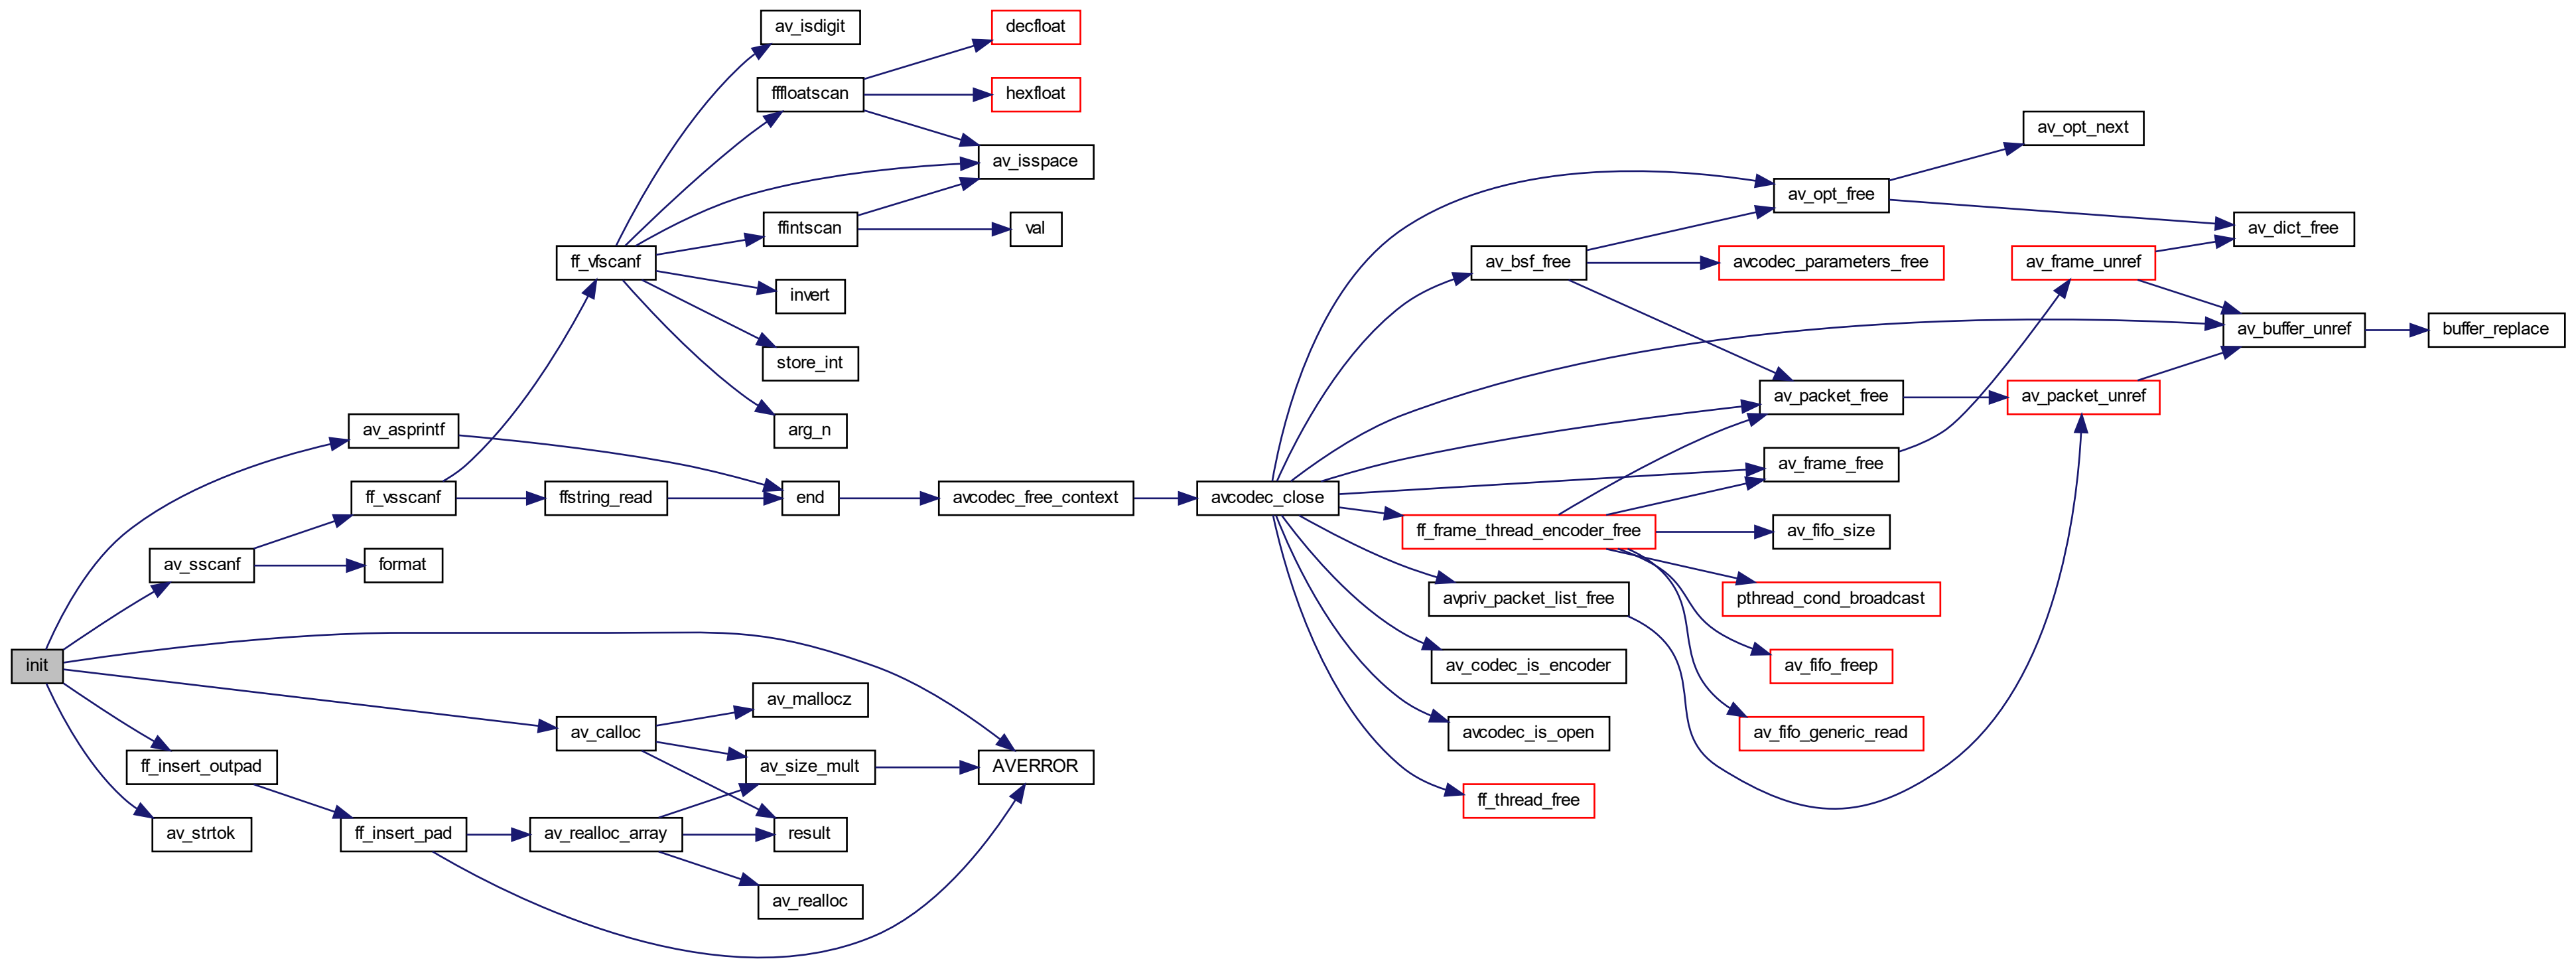 init
av_asprintf
av_sscanf
ff_insert_outpad
av_strtok
ff_vsscanf
format
ff_insert_pad
ff_vfscanf
ffstring_read
av_calloc
av_realloc_array
av_isdigit
fffloatscan
ffintscan
invert
store_int
arg_n
end
av_mallocz
av_size_mult
result
av_realloc
decfloat
hexfloat
av_isspace
val
avcodec_free_context
AVERROR
avcodec_close
av_bsf_free
ff_frame_thread_encoder_free
avpriv_packet_list_free
av_codec_is_encoder
avcodec_is_open
ff_thread_free
av_opt_free
avcodec_parameters_free
av_packet_free
av_frame_free
av_fifo_size
pthread_cond_broadcast
av_fifo_freep
av_fifo_generic_read
av_opt_next
av_frame_unref
av_packet_unref
av_dict_free
av_buffer_unref
buffer_replace